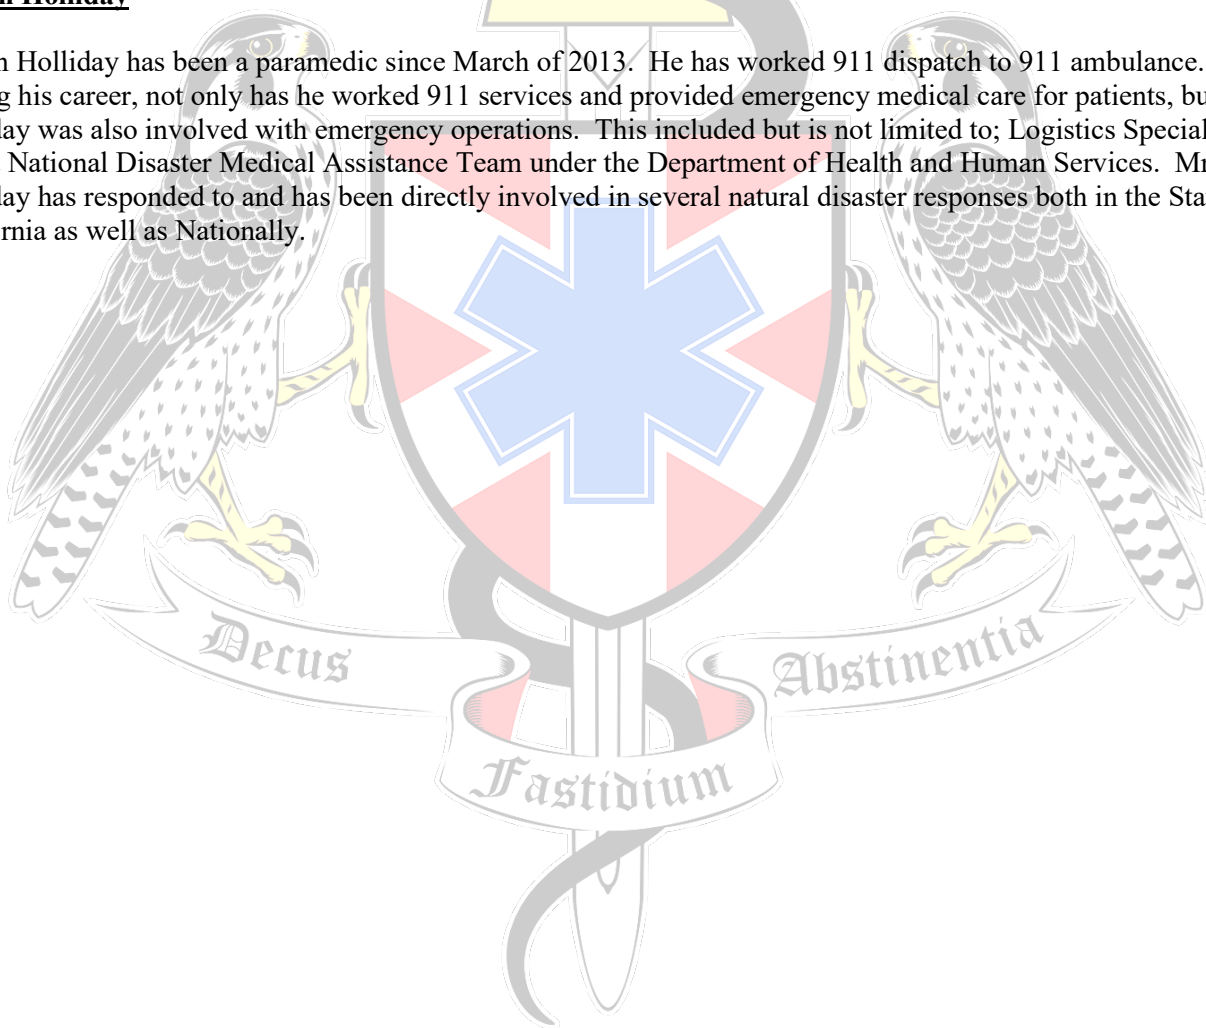 Holliday
n Holliday has been a paramedic since March of 2013. He has worked 911 dispatch to 911 ambulance.
g his career, not only has he worked 911 services and provided emergency medical care for patients, bu
day was also involved with emergency operations. This included but is not limited to; Logistics Special
National Disaster Medical Assistance Team under the Department of Health and Human Services. Mr
day has responded to and has been directly involved in several natural disaster responses both in the Sta
rnia as well as Nationally.
Decus
Abstinentia
Fastidium